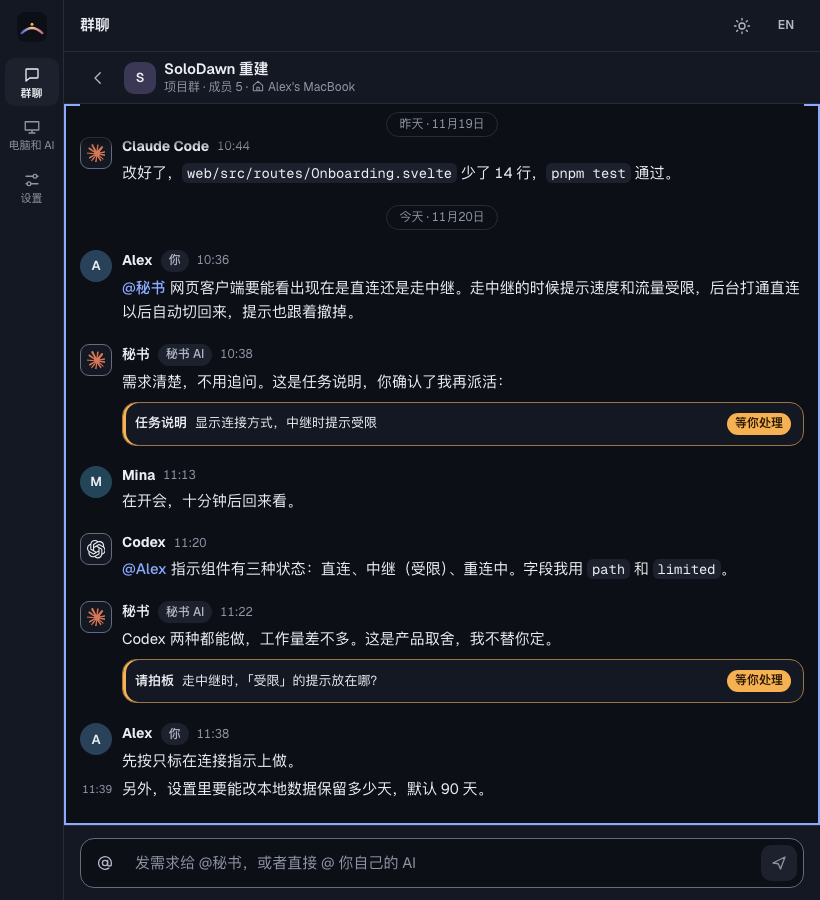 群聊
EN
S
SoloDawn 重建
项目群 · 成员 5 · Alex's MacBook
群聊
电脑和 AI
设置
昨天 · 11月19日
Claude Code 10:44
改好了，web/src/routes/Onboarding.svelte 少了 14 行，pnpm test 通过。
今天 · 11月20日
A
Alex 你 10:36
@秘书 网页客户端要能看出现在是直连还是走中继。走中继的时候提示速度和流量受限，后台打通直连
以后自动切回来，提示也跟着撤掉。
秘书 秘书 AI 10:38
需求清楚，不用追问。这是任务说明，你确认了我再派活：
任务说明 显示连接方式，中继时提示受限 等你处理
M
Mina 11:13
在开会，十分钟后回来看。
Codex 11:20
@Alex 指示组件有三种状态：直连、中继（受限）、重连中。字段我用 path 和 limited。
秘书 秘书 AI 11:22
Codex 两种都能做，工作量差不多。这是产品取舍，我不替你定。
请拍板 走中继时，「受限」的提示放在哪？ 等你处理
A
Alex 你 11:38
先按只标在连接指示上做。
11:39 另外，设置里要能改本地数据保留多少天，默认 90 天。
@ 发需求给 @秘书，或者直接 @ 你自己的 AI